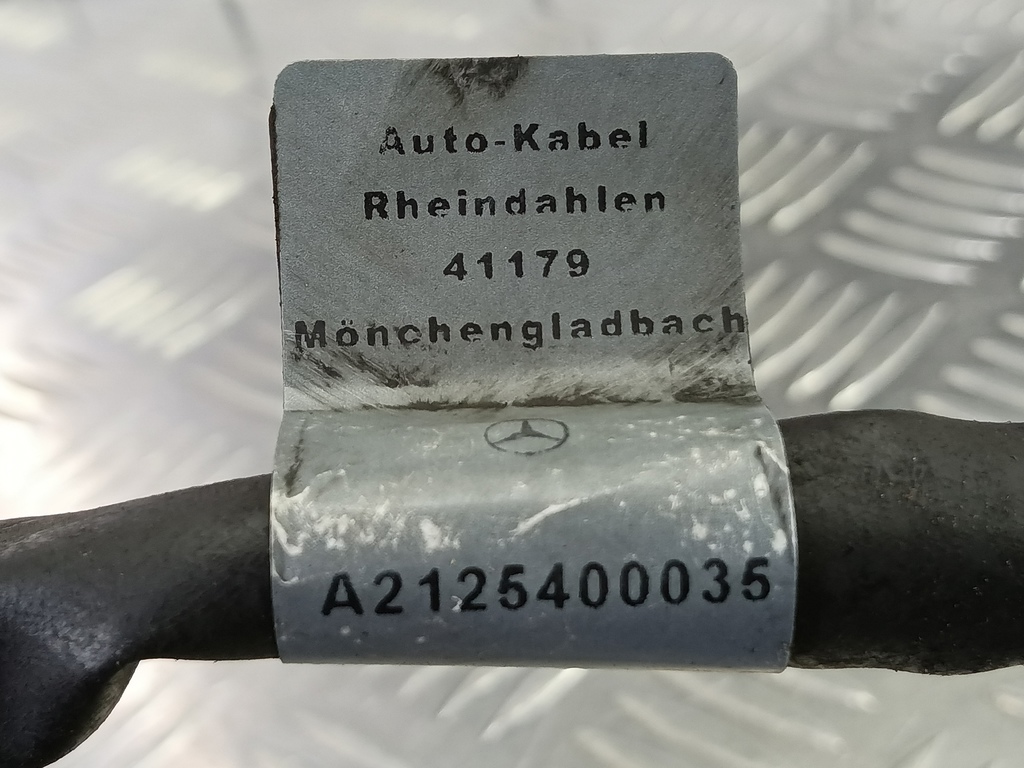 Auto-Kabel
Rheindahlen
41179
Mönchengladbach
A2125400035